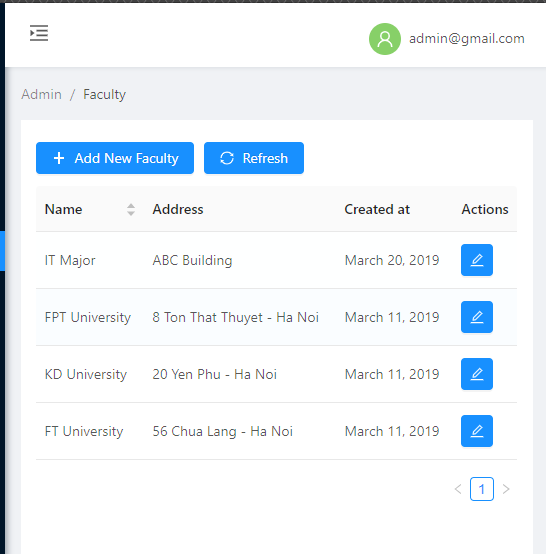 admin@gmail.com
Admin / Faculty
Add New Faculty Refresh
Name Address Created at Actions
IT Major ABC Building March 20, 2019
FPT University 8 Ton That Thuyet - Ha Noi March 11, 2019
KD University 20 Yen Phu - Ha Noi March 11, 2019
FT University 56 Chua Lang - Ha Noi March 11, 2019
1